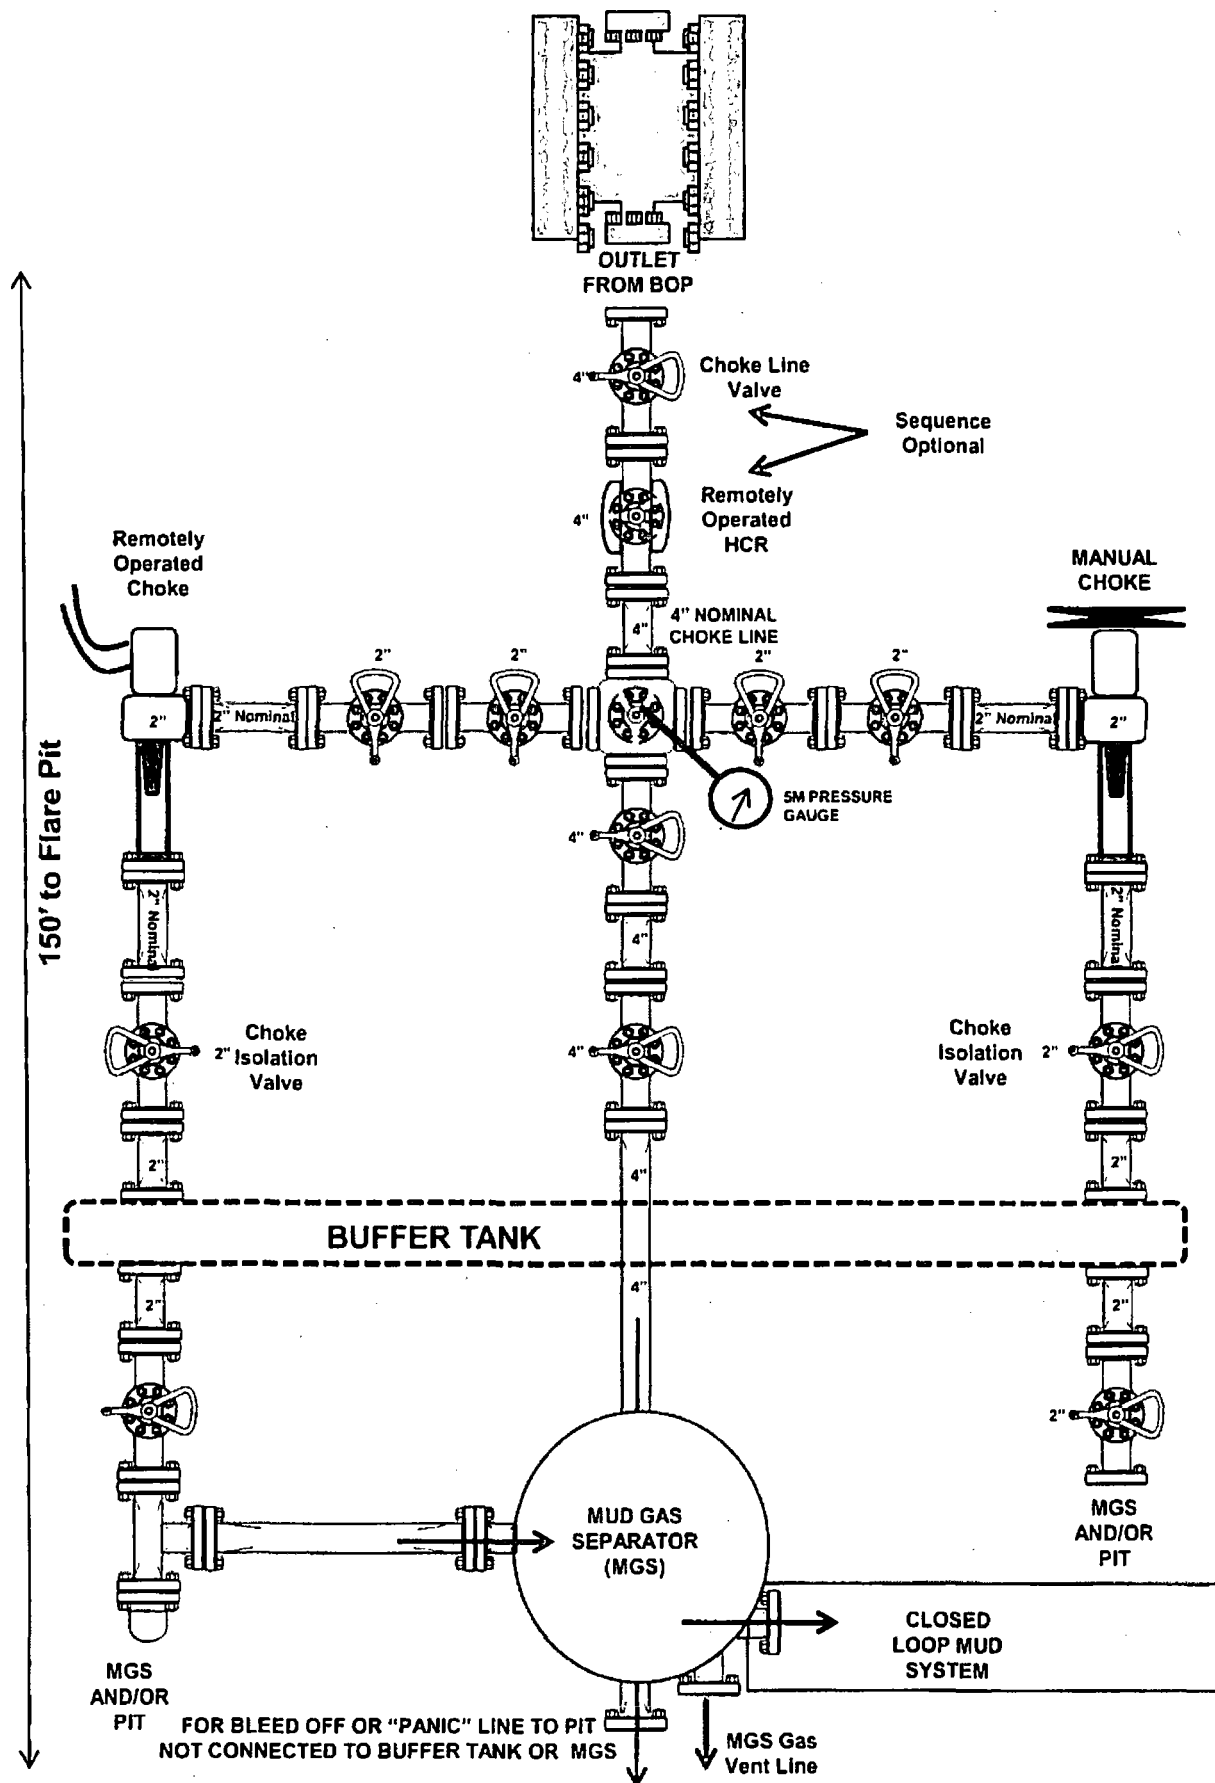 OUTLET
FROM BOP
4"
Choke Line
Valve
Sequence
Optional
4"
Remotely
Operated
HCR
Remotely
Operated
Choke
MANUAL
CHOKE
4"
4" NOMINAL
CHOKE LINE
2"
2"
2"
2"
2"
2" Nominal
2" Nominal
2"
5M PRESSURE
GAUGE
4"
150' to Flare Pit
2" Nominal
4"
2" Nominal
2"
Choke
Isolation
Valve
4"
Choke
Isolation
Valve
2"
2"
4"
2"
BUFFER TANK
2"
4"
2"
2"
MUD GAS
SEPARATOR
(MGS)
MGS
AND/OR
PIT
CLOSED
LOOP MUD
SYSTEM
MGS
AND/OR
PIT
FOR BLEED OFF OR "PANIC" LINE TO PIT
NOT CONNECTED TO BUFFER TANK OR MGS
MGS Gas
Vent Line